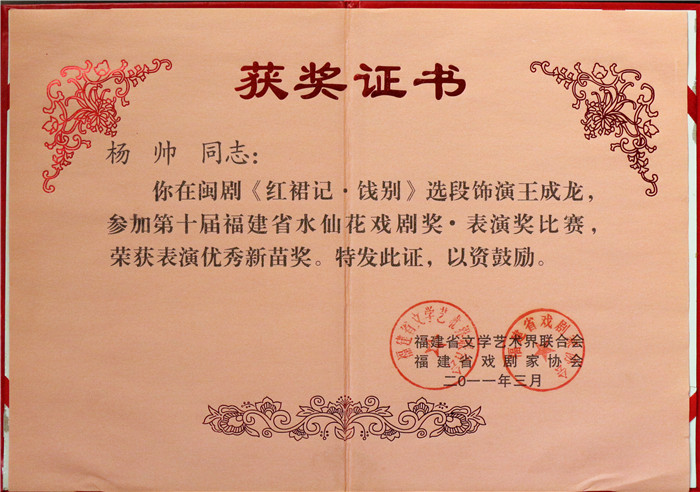 获奖证书
杨 帅 同志：
你在闽剧《红裙记·饯别》选段饰演王成龙，
参加第十届福建省水仙花戏剧奖·表演奖比赛，
荣获表演优秀新苗奖。特发此证，以资鼓励。
福建省文学艺术界联合会
福建省戏剧家协会
二〇一一年三月